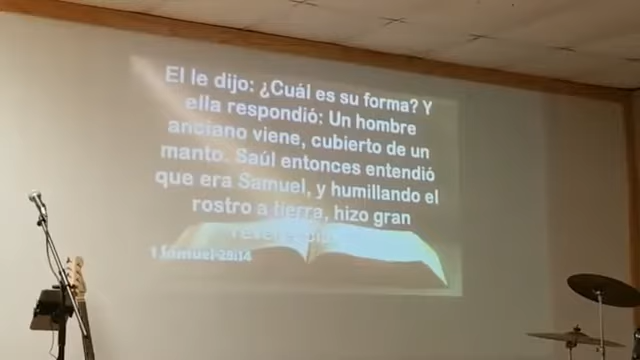 El le dijo: ¿Cuál es su forma? Y
ella respondió: Un hombre
anciano viene, cubierto de un
manto. Saúl entonces entendió
que era Samuel, y humillando el
rostro a tierra, hizo gran
reverencia.
1 Samuel-28:14